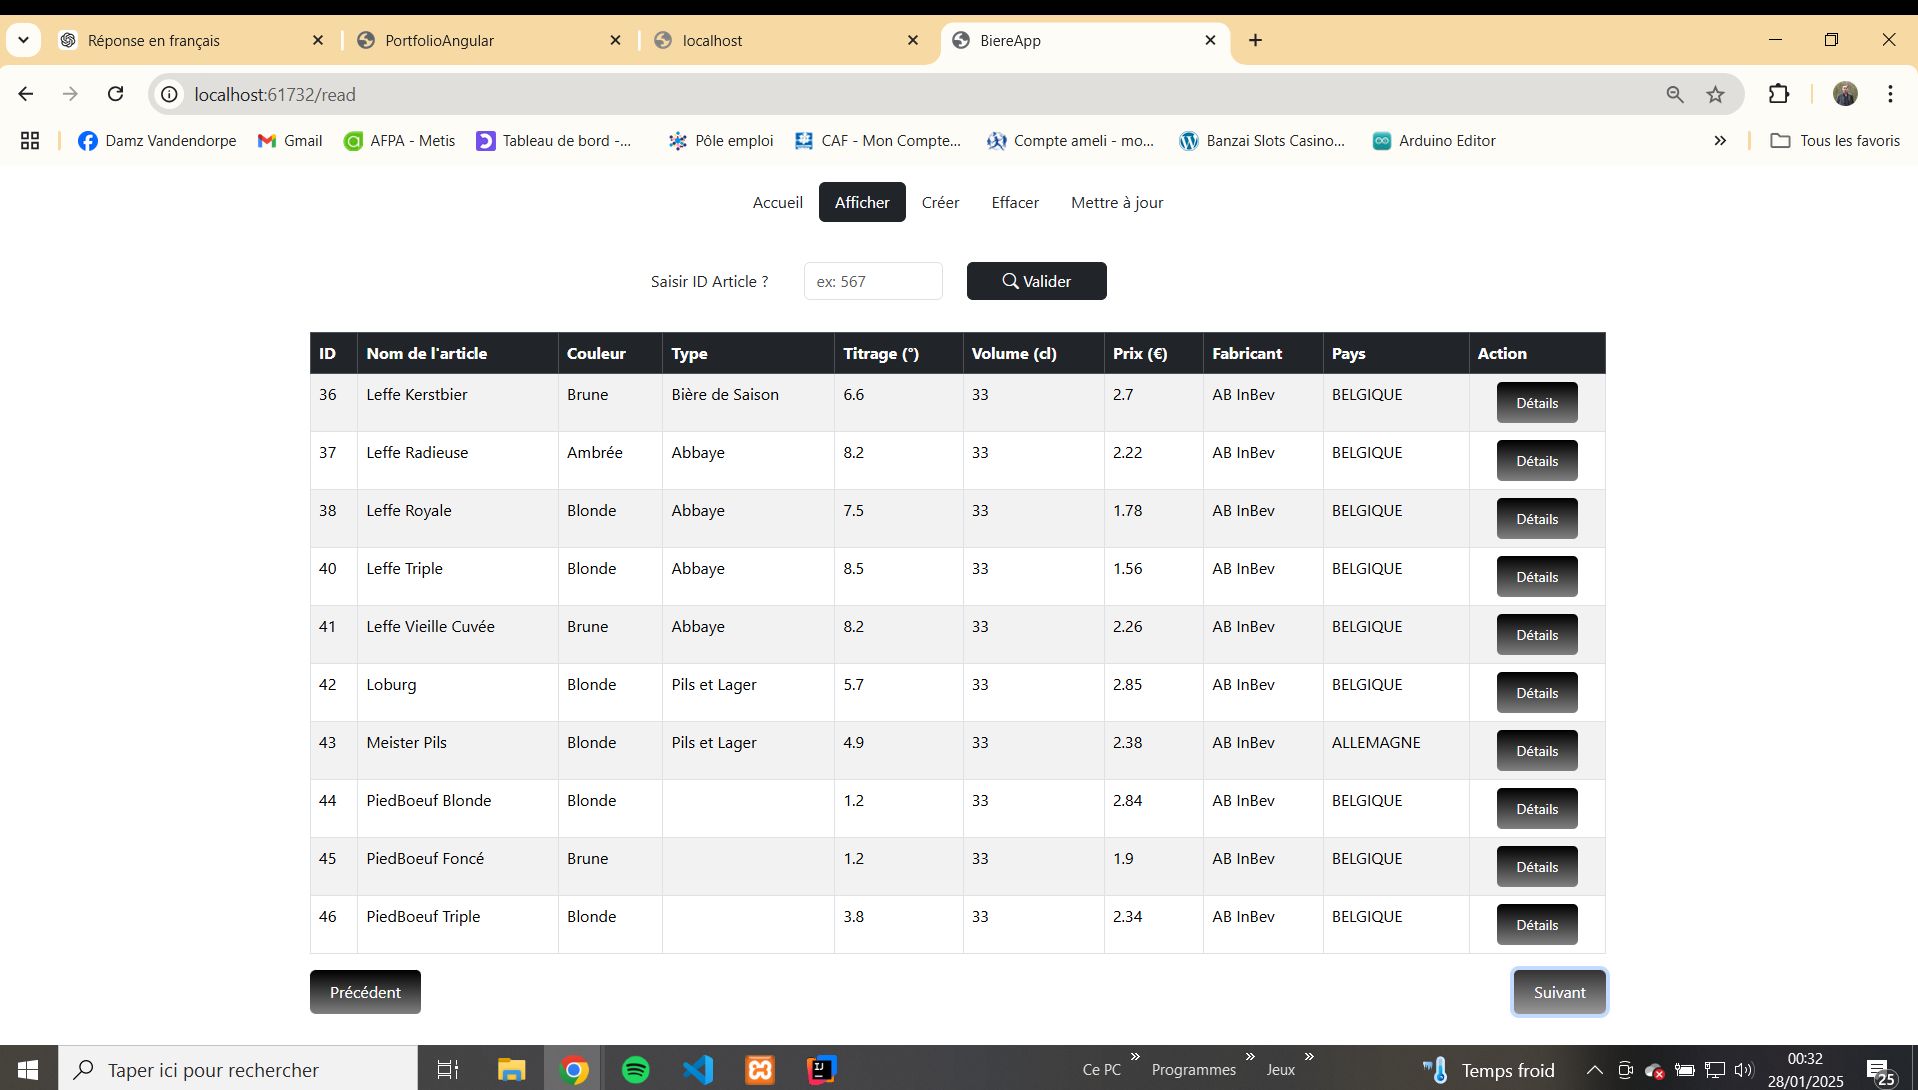 Réponse en français
PortfolioAngular
localhost
BiereApp
localhost:61732/read
Damz Vandendorpe
Gmail
AFPA - Metis
Tableau de bord -...
Pôle emploi
CAF - Mon Compte...
Compte ameli - mo...
Banzai Slots Casino...
Arduino Editor
»
Tous les favoris
Accueil Afficher Créer Effacer Mettre à jour
Saisir ID Article ? ex: 567 Valider
ID Nom de l'article Couleur Type Titrage (°) Volume (cl) Prix (€) Fabricant Pays Action
36 Leffe Kerstbier Brune Bière de Saison 6.6 33 2.7 AB InBev BELGIQUE Détails
37 Leffe Radieuse Ambrée Abbaye 8.2 33 2.22 AB InBev BELGIQUE Détails
38 Leffe Royale Blonde Abbaye 7.5 33 1.78 AB InBev BELGIQUE Détails
40 Leffe Triple Blonde Abbaye 8.5 33 1.56 AB InBev BELGIQUE Détails
41 Leffe Vieille Cuvée Brune Abbaye 8.2 33 2.26 AB InBev BELGIQUE Détails
42 Loburg Blonde Pils et Lager 5.7 33 2.85 AB InBev BELGIQUE Détails
43 Meister Pils Blonde Pils et Lager 4.9 33 2.38 AB InBev ALLEMAGNE Détails
44 PiedBoeuf Blonde Blonde 1.2 33 2.84 AB InBev BELGIQUE Détails
45 PiedBoeuf Foncé Brune 1.2 33 1.9 AB InBev BELGIQUE Détails
46 PiedBoeuf Triple Blonde 3.8 33 2.34 AB InBev BELGIQUE Détails
Précédent Suivant
Taper ici pour rechercher
Ce PC » Programmes » Jeux »
Temps froid
00:32
28/01/2025
25